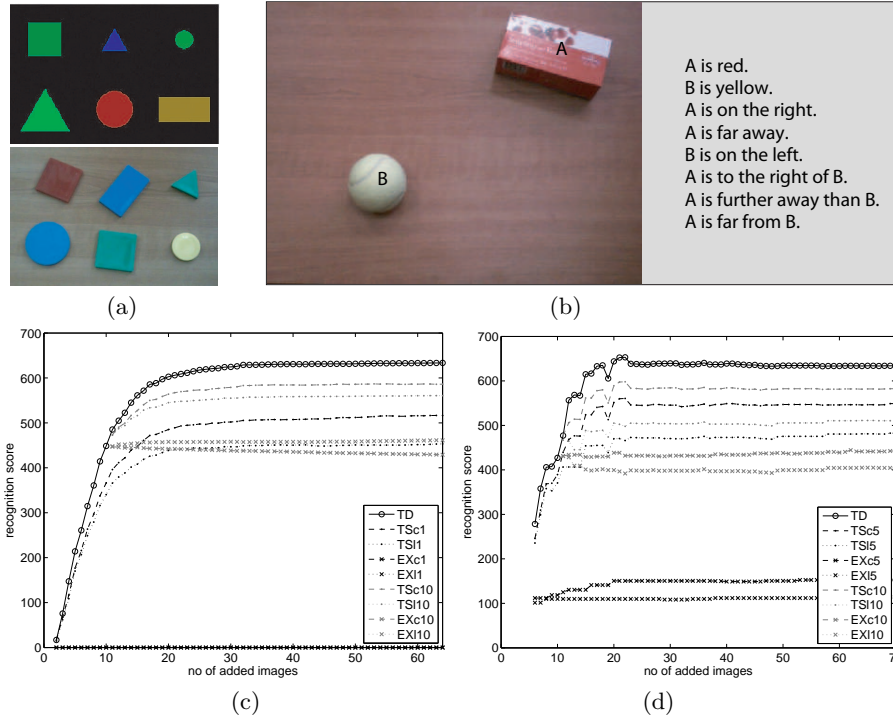 A
B
A is red.
B is yellow.
A is on the right.
A is far away.
B is on the left.
A is to the right of B.
A is further away than B.
A is far from B.
(a)
(b)
700
600
500
400
300
200
100
0
recognition score
0 10 20 30 40 50 60
no of added images
TD
TSc1
TSl1
EXc1
EXl1
TSc10
TSl10
EXc10
EXl10
(c)
700
600
500
400
300
200
100
0
recognition score
0 10 20 30 40 50 60 70
no of added images
TD
TSc5
TSl5
EXc5
EXl5
TSc10
TSl10
EXc10
EXl10
(d)